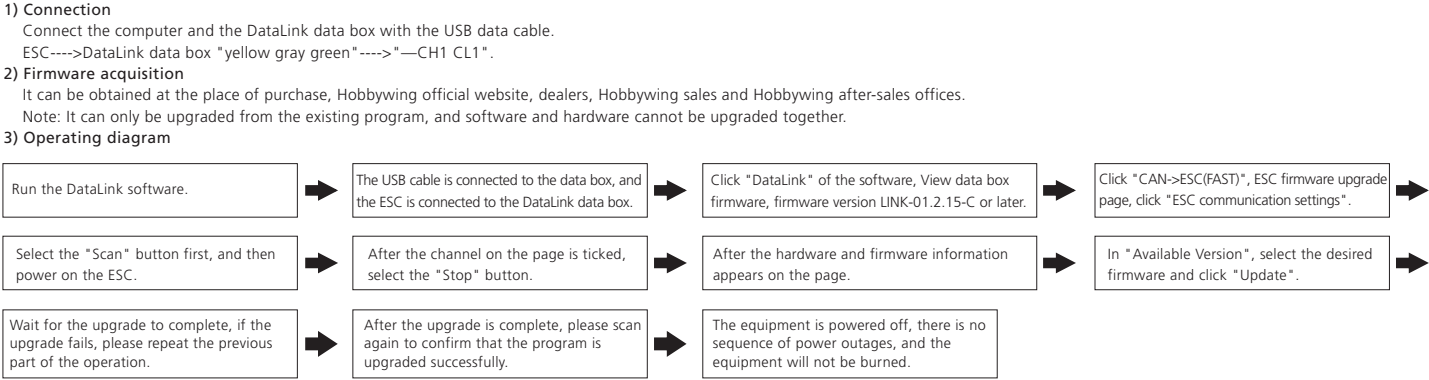 1) Connection
Connect the computer and the DataLink data box with the USB data cable.
ESC---->DataLink data box "yellow gray green"---->"—CH1 CL1".
2) Firmware acquisition
It can be obtained at the place of purchase, Hobbywing official website, dealers, Hobbywing sales and Hobbywing after-sales offices.
Note: It can only be upgraded from the existing program, and software and hardware cannot be upgraded together.
3) Operating diagram
Run the DataLink software.
The USB cable is connected to the data box, and
the ESC is connected to the DataLink data box.
Click "DataLink" of the software, View data box
firmware, firmware version LINK-01.2.15-C or later.
Click "CAN->ESC(FAST)", ESC firmware upgrade
page, click "ESC communication settings".
Select the "Scan" button first, and then
power on the ESC.
After the channel on the page is ticked,
select the "Stop" button.
After the hardware and firmware information
appears on the page.
In "Available Version", select the desired
firmware and click "Update".
Wait for the upgrade to complete, if the
upgrade fails, please repeat the previous
part of the operation.
After the upgrade is complete, please scan
again to confirm that the program is
upgraded successfully.
The equipment is powered off, there is no
sequence of power outages, and the
equipment will not be burned.